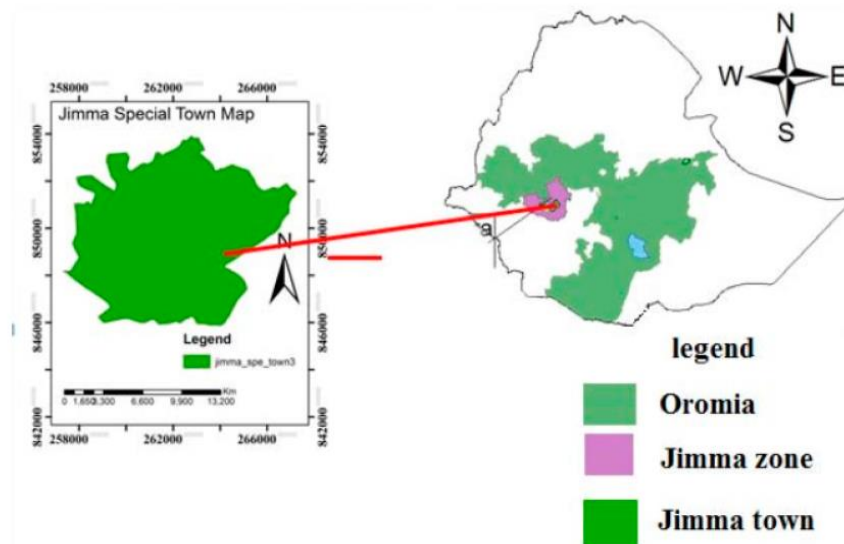 258000 262000 266000
Jimma Special Town Map
854000 854000
850000 850000
N
846000 846000
Legend
jimma_spe_town3
Km
0 1,650 3,300 6,600 9,900 13,200
842000 842000
258000 262000 266000
N
W E
S
legend
Oromia
Jimma zone
Jimma town